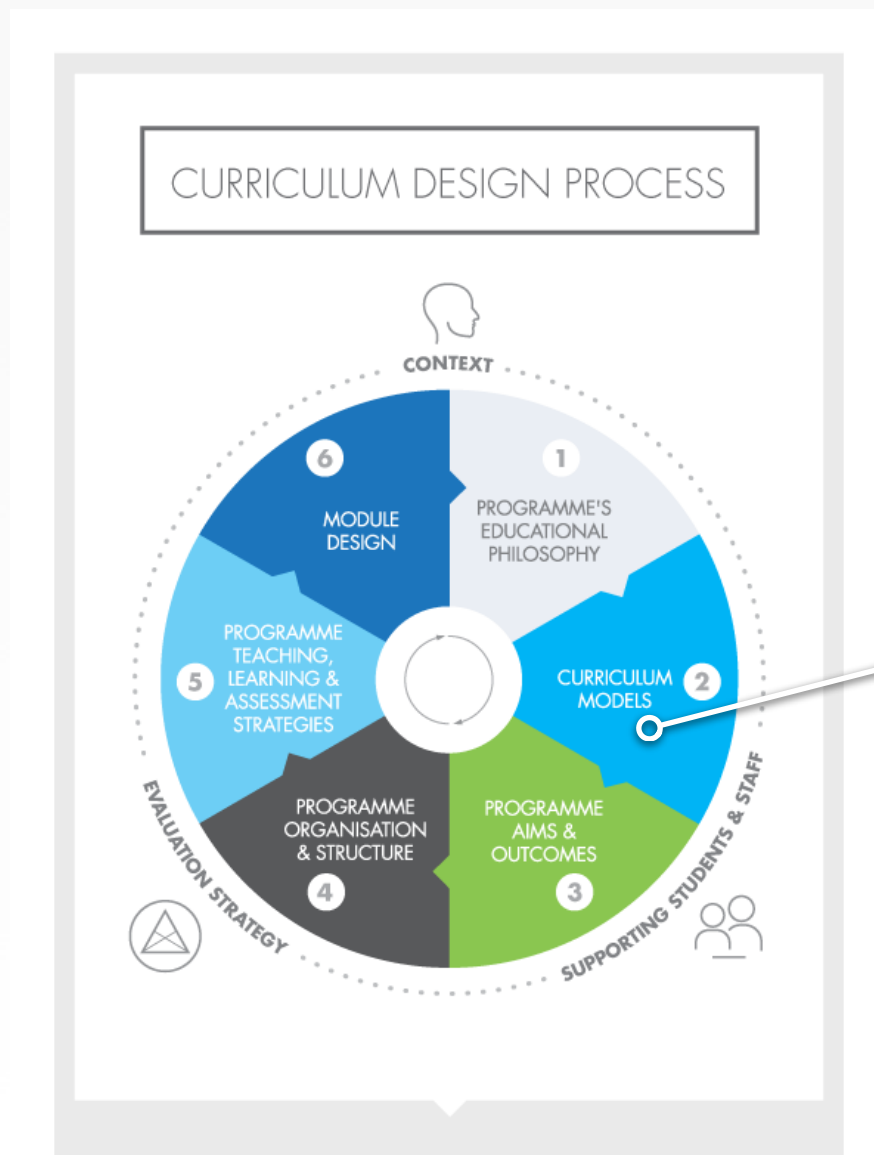 CURRICULUM DESIGN PROCESS
CONTEXT
1
PROGRAMME'S
EDUCATIONAL
PHILOSOPHY
2
CURRICULUM
MODELS
3
PROGRAMME
AIMS &
OUTCOMES
4
PROGRAMME
ORGANISATION
& STRUCTURE
5
PROGRAMME
TEACHING,
LEARNING &
ASSESSMENT
STRATEGIES
6
MODULE
DESIGN
SUPPORTING STUDENTS & STAFF
EVALUATION STRATEGY